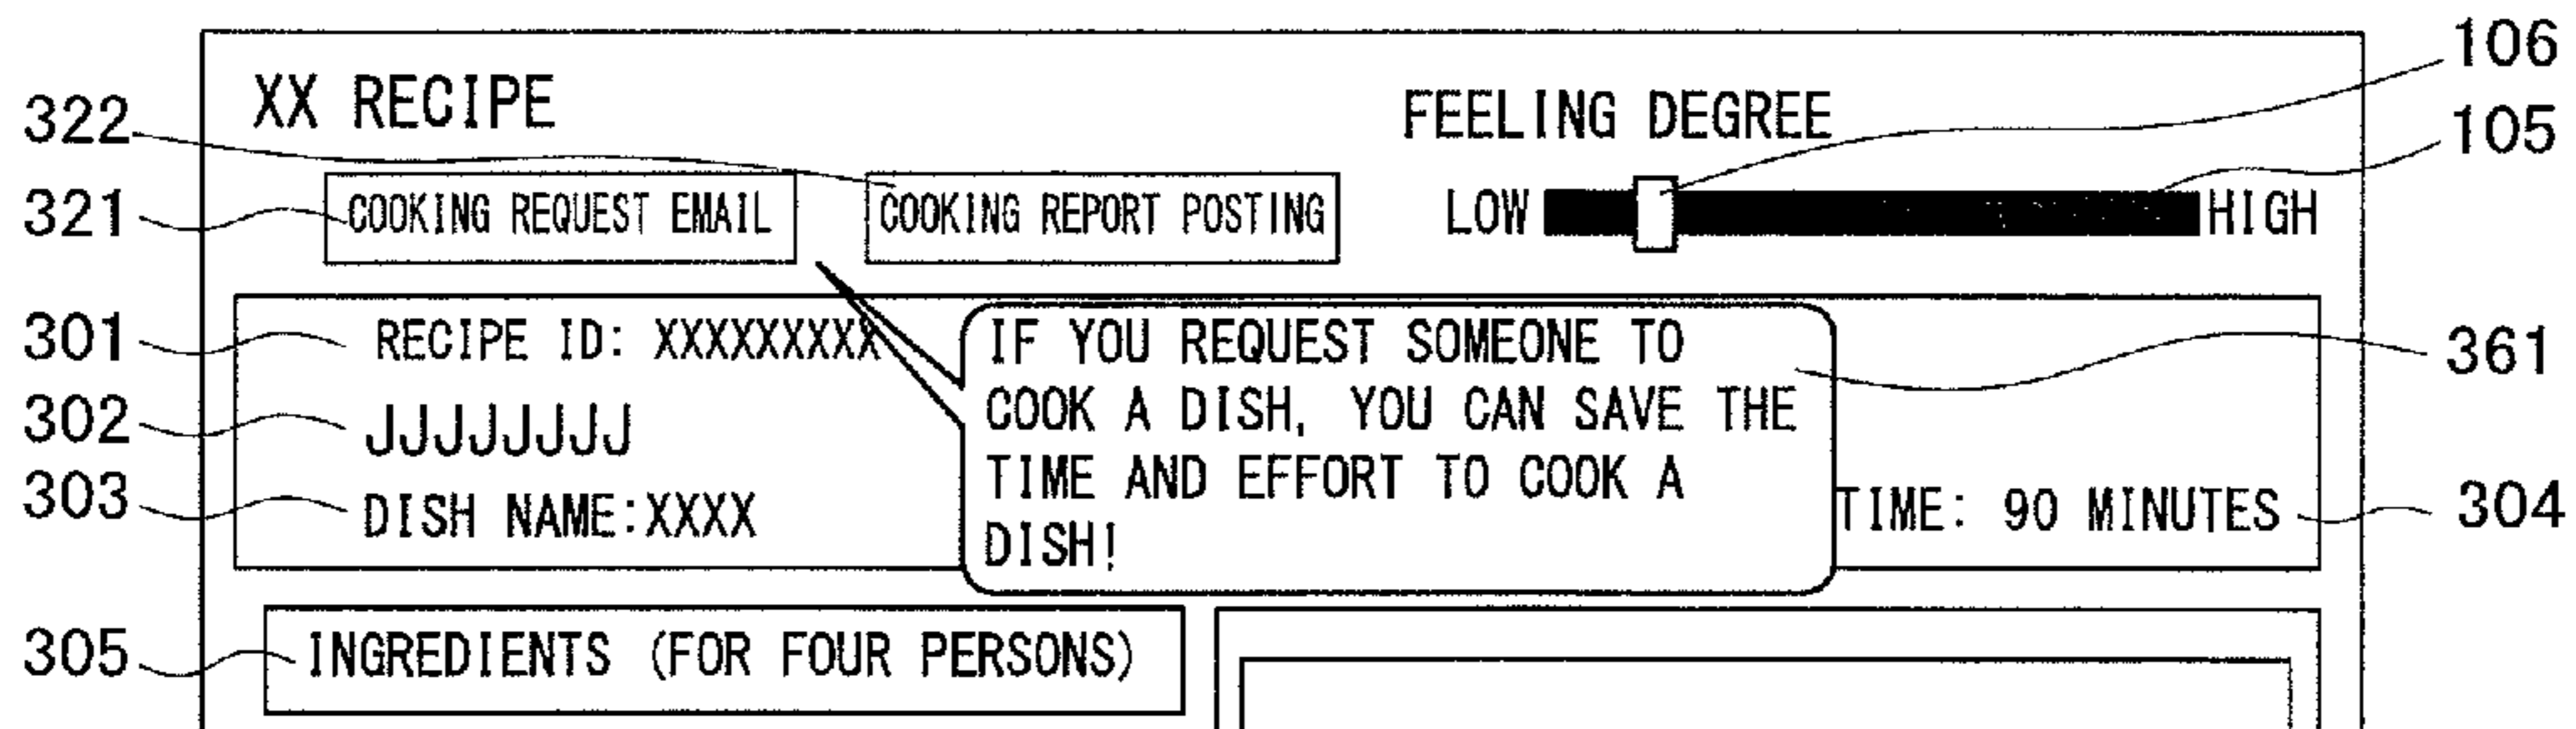 106
XX RECIPE
FEELING DEGREE
322
105
321
COOKING REQUEST EMAIL
COOKING REPORT POSTING
LOW
HIGH
301
RECIPE ID: XXXXXXXXX
IF YOU REQUEST SOMEONE TO
361
302
JJJJJJJJ
COOK A DISH, YOU CAN SAVE THE
303
DISH NAME:XXXX
TIME AND EFFORT TO COOK A
TIME: 90 MINUTES
304
DISH!
305
INGREDIENTS (FOR FOUR PERSONS)